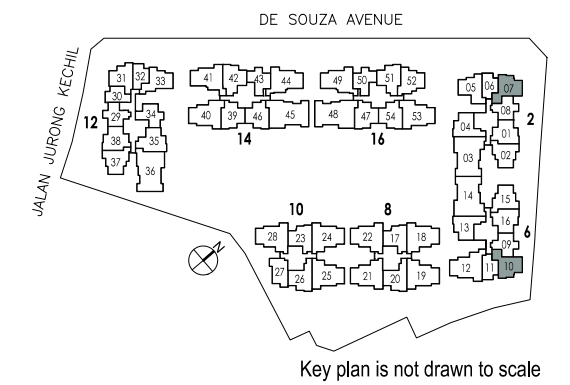 DE SOUZA AVENUE
JALAN JURONG KECHIL
31 32 33 41 42 43 44 49 50 51 52 05 06 07
30 08
12 29 34 40 39 46 45 48 47 54 53 04 01 2
38 35 14 16 03 02
37 36
14 15
10 8 13 16
28 23 24 22 17 18 09 6
N
27 26 25 21 20 19 12 11 10
Key plan is not drawn to scale